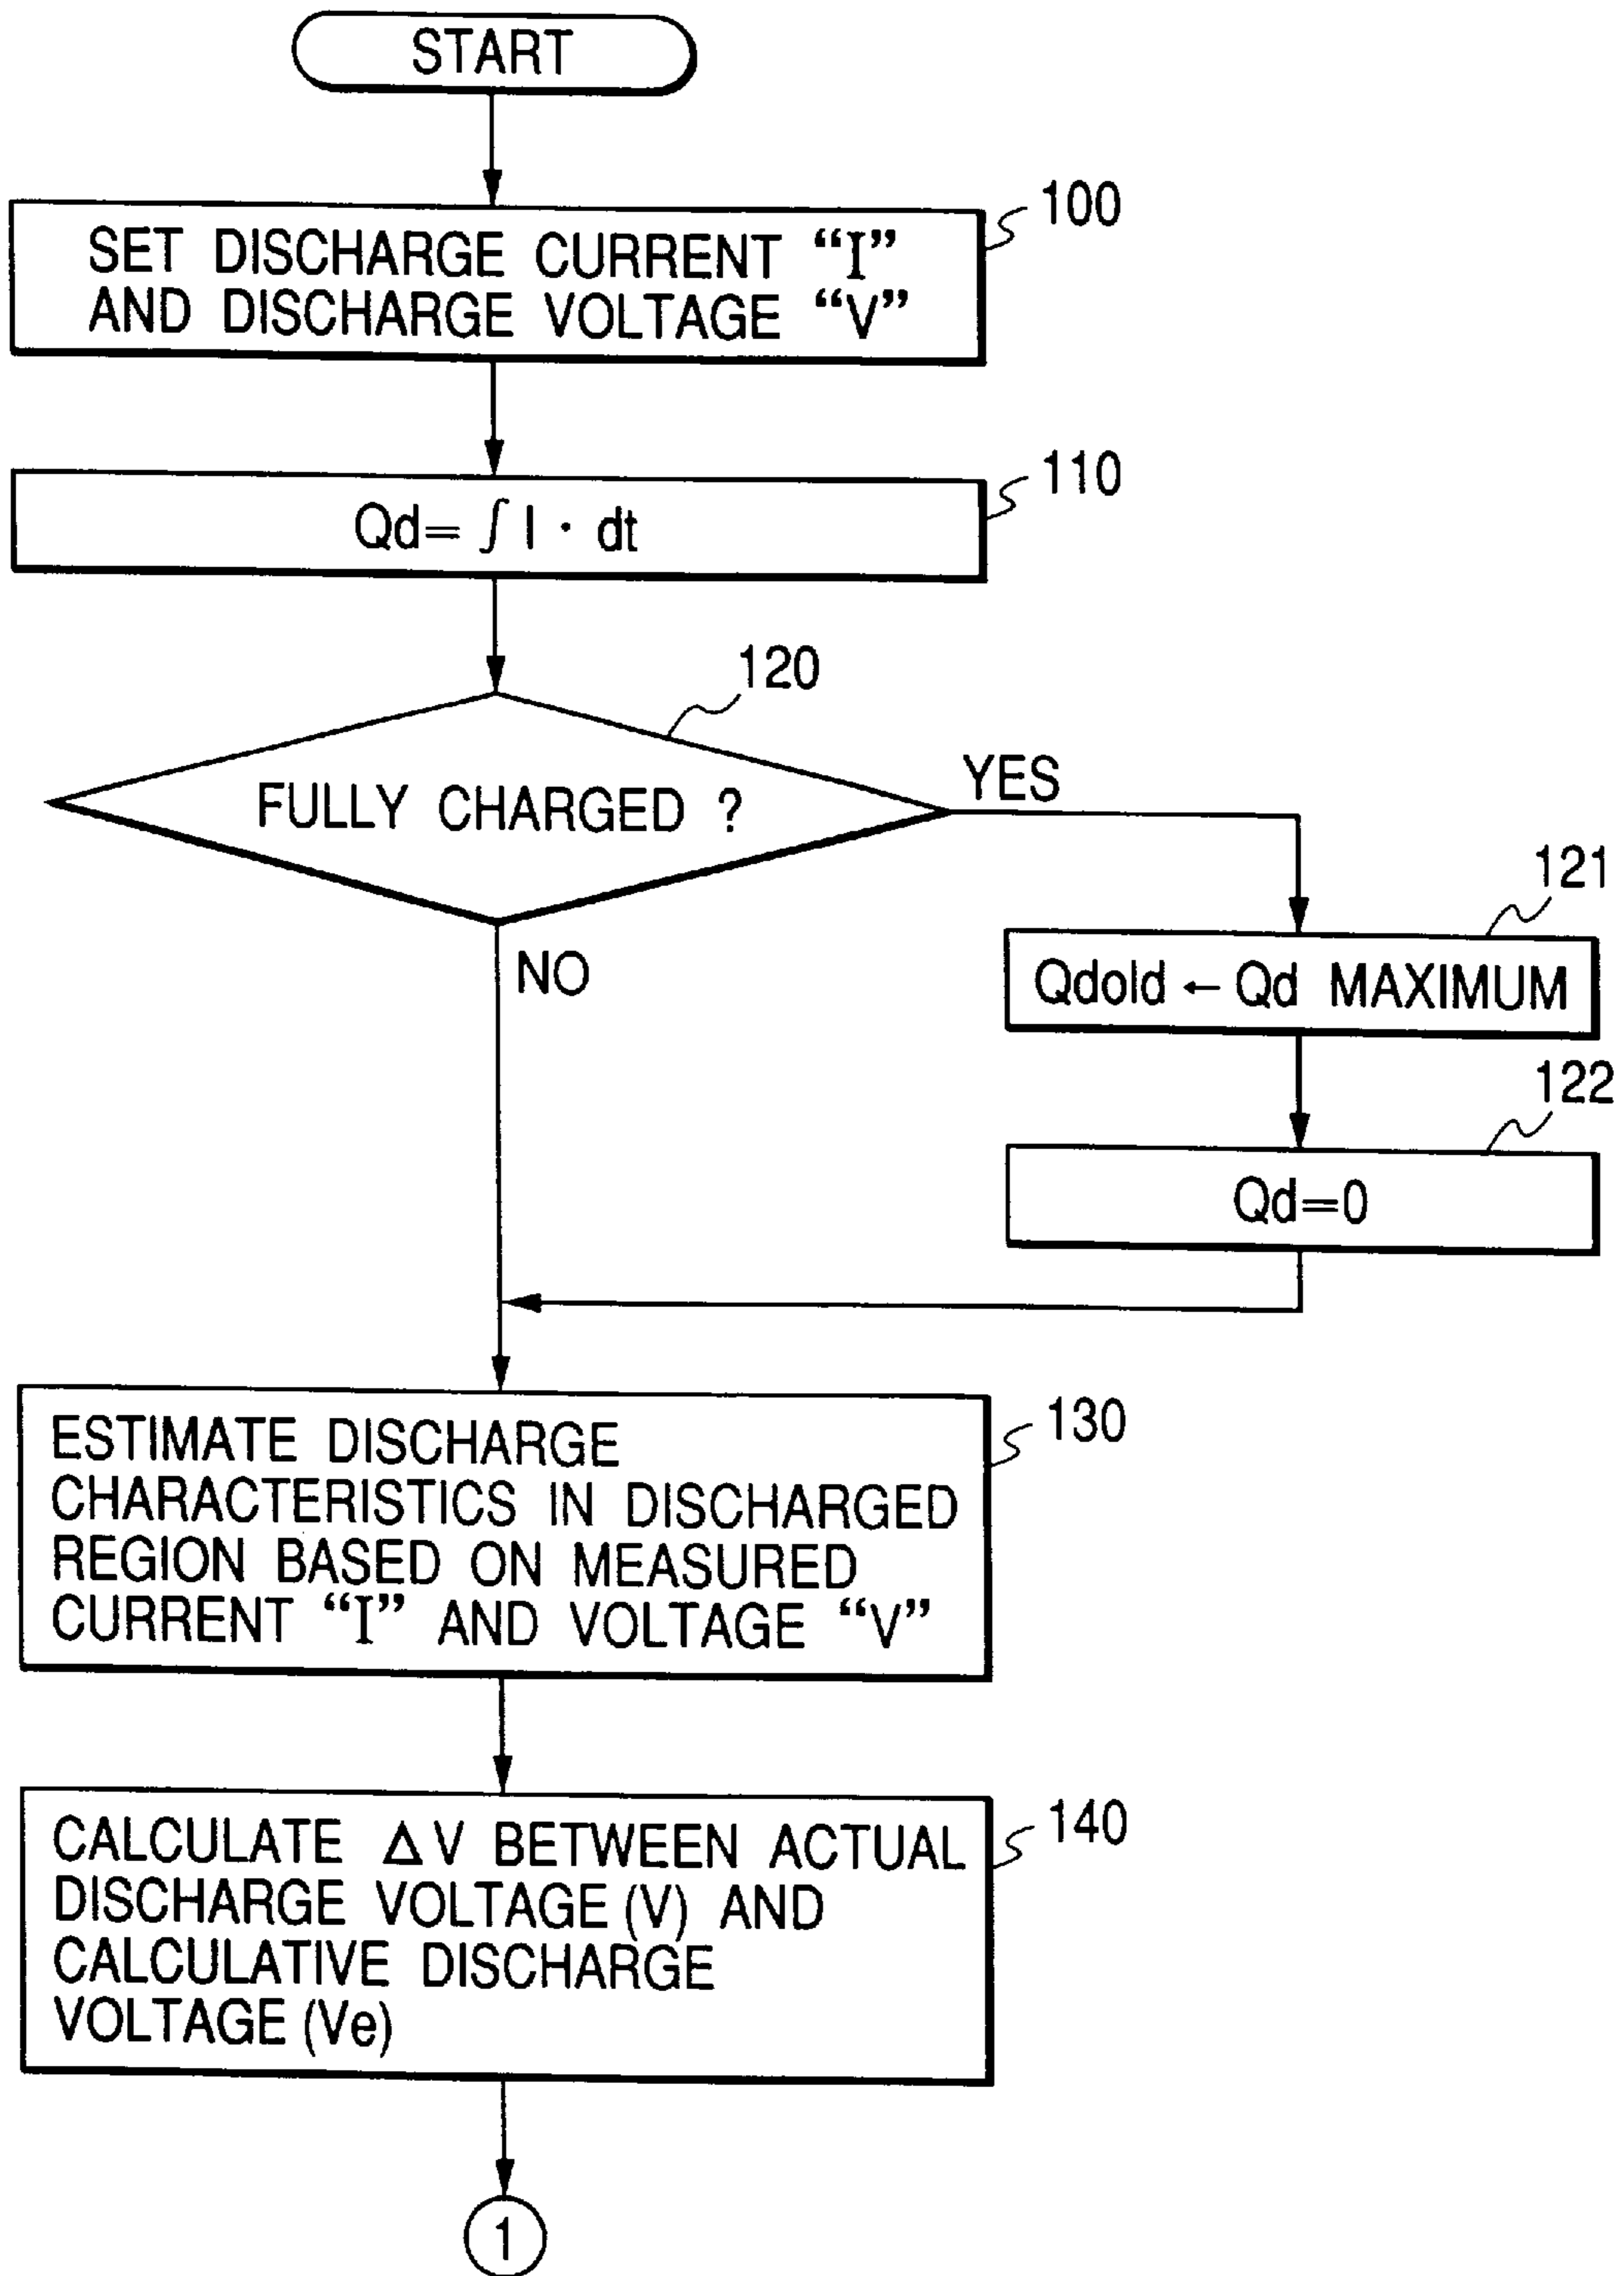 START
100
SET DISCHARGE CURRENT “I”
AND DISCHARGE VOLTAGE “V”
110
Qd= ∫ I · dt
120
FULLY CHARGED ?
YES
NO
121
Qdold ← Qd MAXIMUM
122
Qd=0
130
ESTIMATE DISCHARGE
CHARACTERISTICS IN DISCHARGED
REGION BASED ON MEASURED
CURRENT “I” AND VOLTAGE “V”
140
CALCULATE ΔV BETWEEN ACTUAL
DISCHARGE VOLTAGE (V) AND
CALCULATIVE DISCHARGE
VOLTAGE (Ve)
1